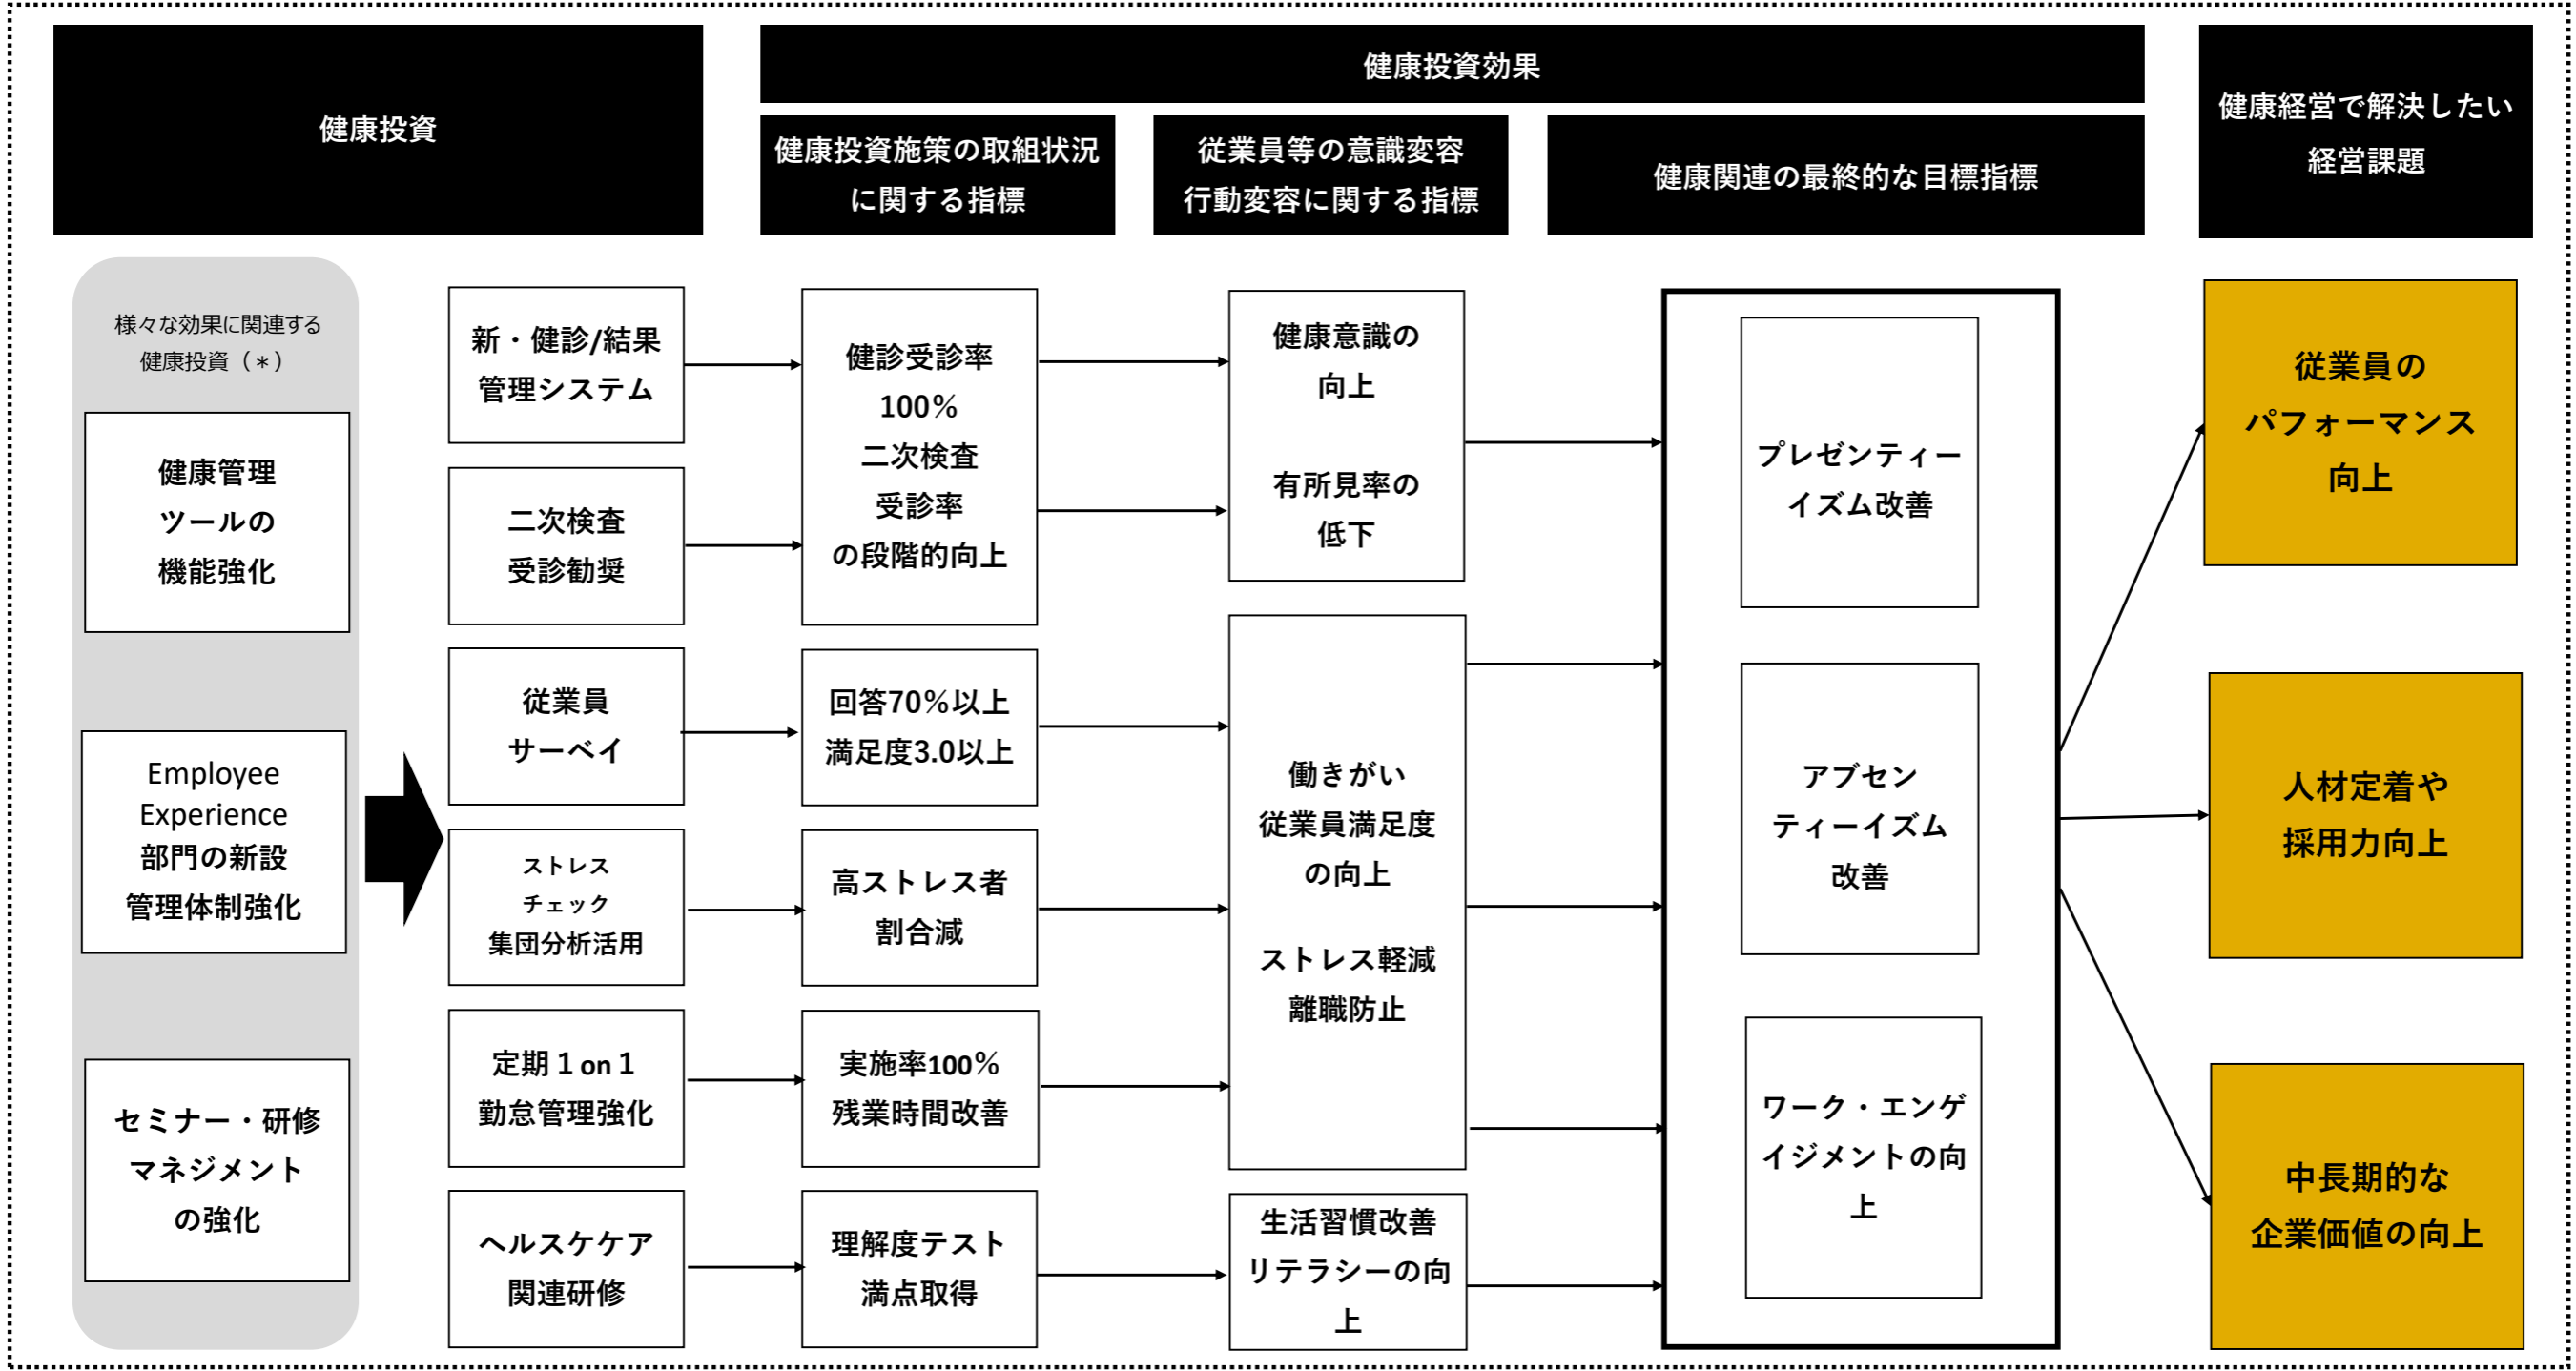 健康投資
健康投資効果
健康投資施策の取組状況
に関する指標
従業員等の意識変容
行動変容に関する指標
健康関連の最終的な目標指標
健康経営で解決したい
経営課題
様々な効果に関連する
健康投資（＊）
健康管理
ツールの
機能強化
Employee
Experience
部門の新設
管理体制強化
セミナー・研修
マネジメント
の強化
新・健診/結果
管理システム
二次検査
受診勧奨
従業員
サーベイ
ストレス
チェック
集団分析活用
定期１on１
勤怠管理強化
ヘルスケケア
関連研修
健診受診率
100％
二次検査
受診率
の段階的向上
回答70％以上
満足度3.0以上
高ストレス者
割合減
実施率100％
残業時間改善
理解度テスト
満点取得
健康意識の
向上
有所見率の
低下
働きがい
従業員満足度
の向上
ストレス軽減
離職防止
生活習慣改善
リテラシーの向
上
プレゼンティー
イズム改善
アブセン
ティーイズム
改善
ワーク・エンゲ
イジメントの向
上
従業員の
パフォーマンス
向上
人材定着や
採用力向上
中長期的な
企業価値の向上